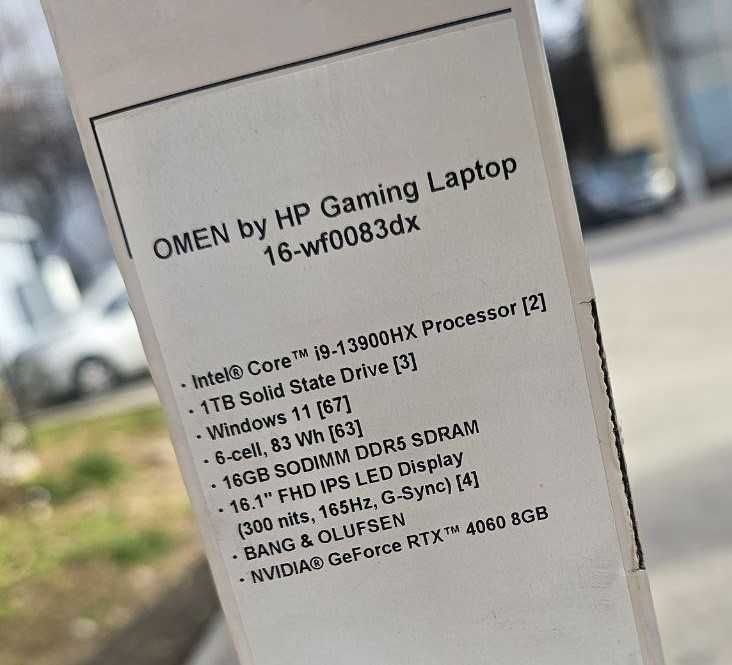 OMEN by HP Gaming Laptop
16-wf0083dx
· Intel® Core™ i9-13900HX Processor [2]
· 1TB Solid State Drive [3]
· Windows 11 [67]
· 6-cell, 83 Wh [63]
· 16GB SODIMM DDR5 SDRAM
· 16.1" FHD IPS LED Display
(300 nits, 165Hz, G-Sync) [4]
· BANG & OLUFSEN
· NVIDIA® GeForce RTX™ 4060 8GB